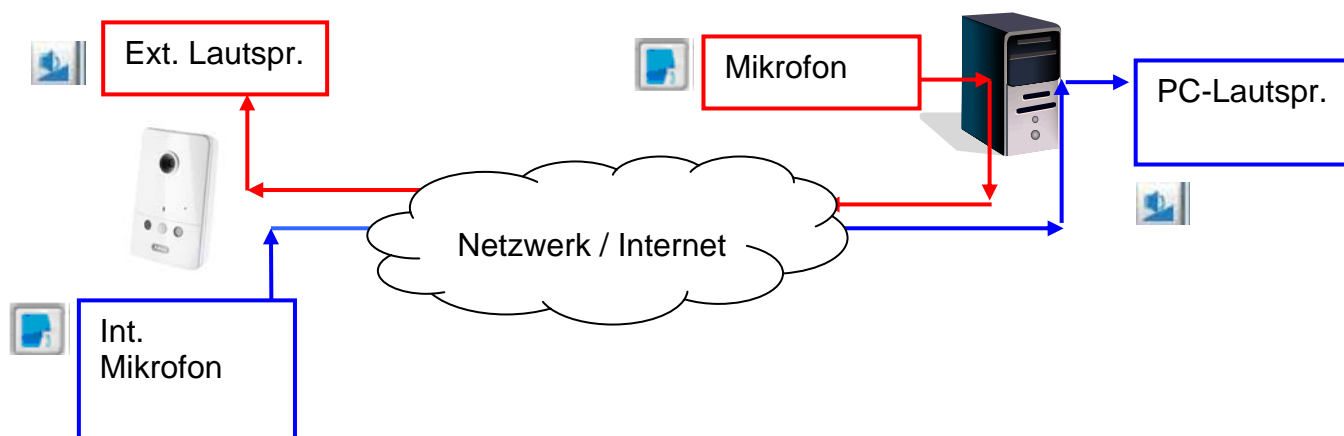 Ext. Lautspr.
Mikrofon
PC-Lautspr.
Netzwerk / Internet
Int.
Mikrofon